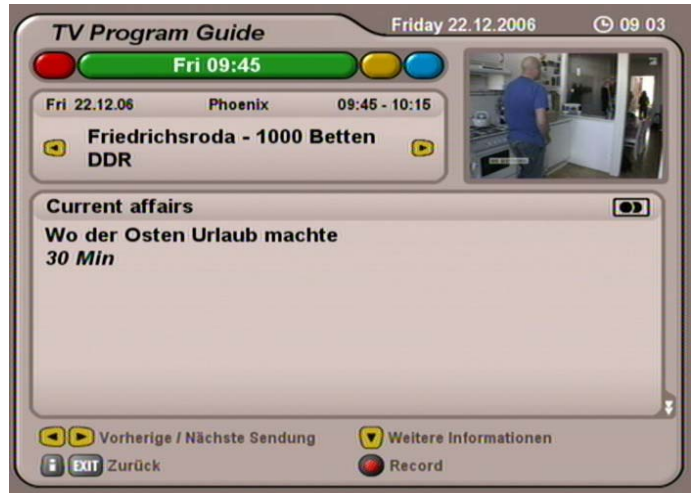 TV Program Guide
Friday 22.12.2006
09 03
Fri 09:45
Fri 22.12.06 Phoenix 09:45 - 10:15
Friedrichsroda - 1000 Betten
DDR
Current affairs
Wo der Osten Urlaub machte
30 Min
Vorherige / Nächste Sendung
Weitere Informationen
i EXIT Zurück
Record